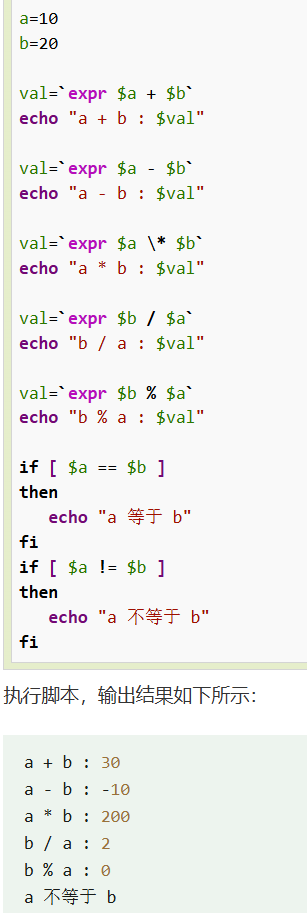 a=10
b=20
val=`expr $a + $b`
echo "a + b : $val"
val=`expr $a - $b`
echo "a - b : $val"
val=`expr $a \* $b`
echo "a * b : $val"
val=`expr $b / $a`
echo "b / a : $val"
val=`expr $b % $a`
echo "b % a : $val"
if [ $a == $b ]
then
   echo "a 等于 b"
fi
if [ $a != $b ]
then
   echo "a 不等于 b"
fi
执行脚本，输出结果如下所示：
a + b : 30
a - b : -10
a * b : 200
b / a : 2
b % a : 0
a 不等于 b